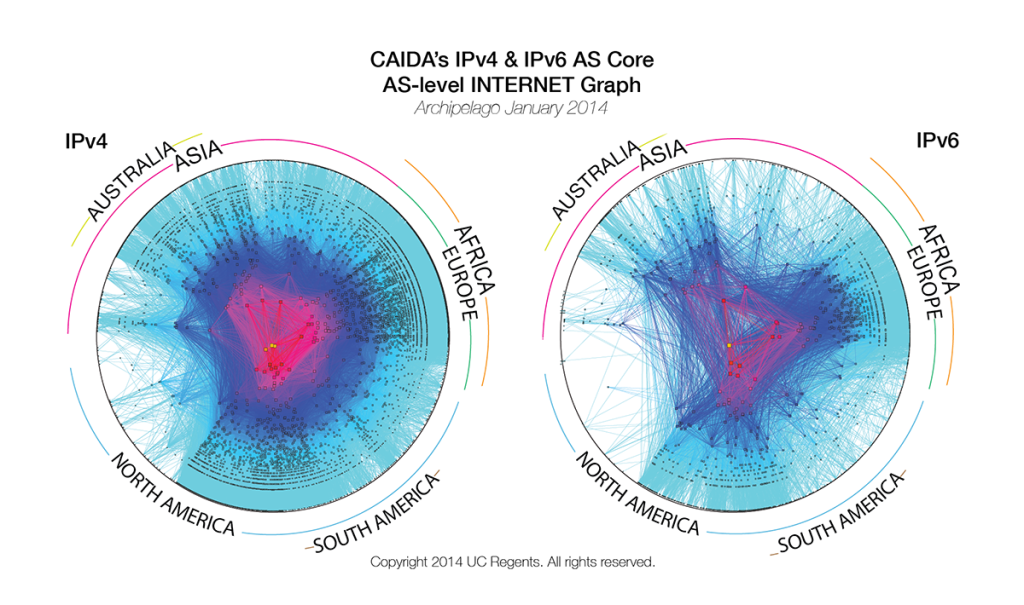 CAIDA's IPv4 & IPv6 AS Core
AS-level INTERNET Graph
Archipelago January 2014
IPv4
AUSTRALIA
ASIA
AFRICA
EUROPE
NORTH AMERICA
SOUTH AMERICA
IPv6
AUSTRALIA
ASIA
AFRICA
EUROPE
NORTH AMERICA
SOUTH AMERICA
Copyright 2014 UC Regents. All rights reserved.